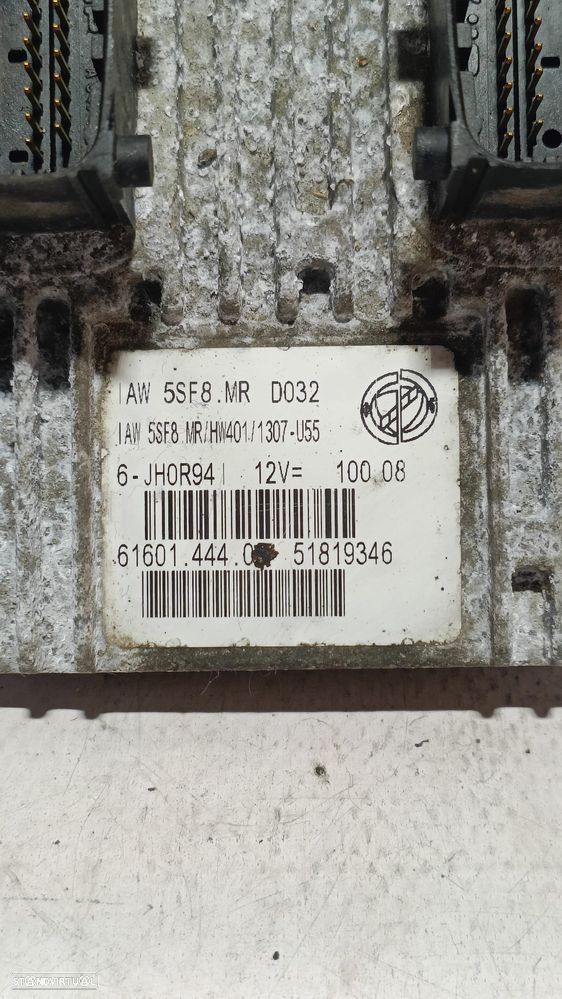 IAW 5SF8.MR D032
IAW 5SF8 MR/HW401/1307-U55
6-JH0R94 12V= 100.08
61601.444.0 51819346
STANDVIRTUAL